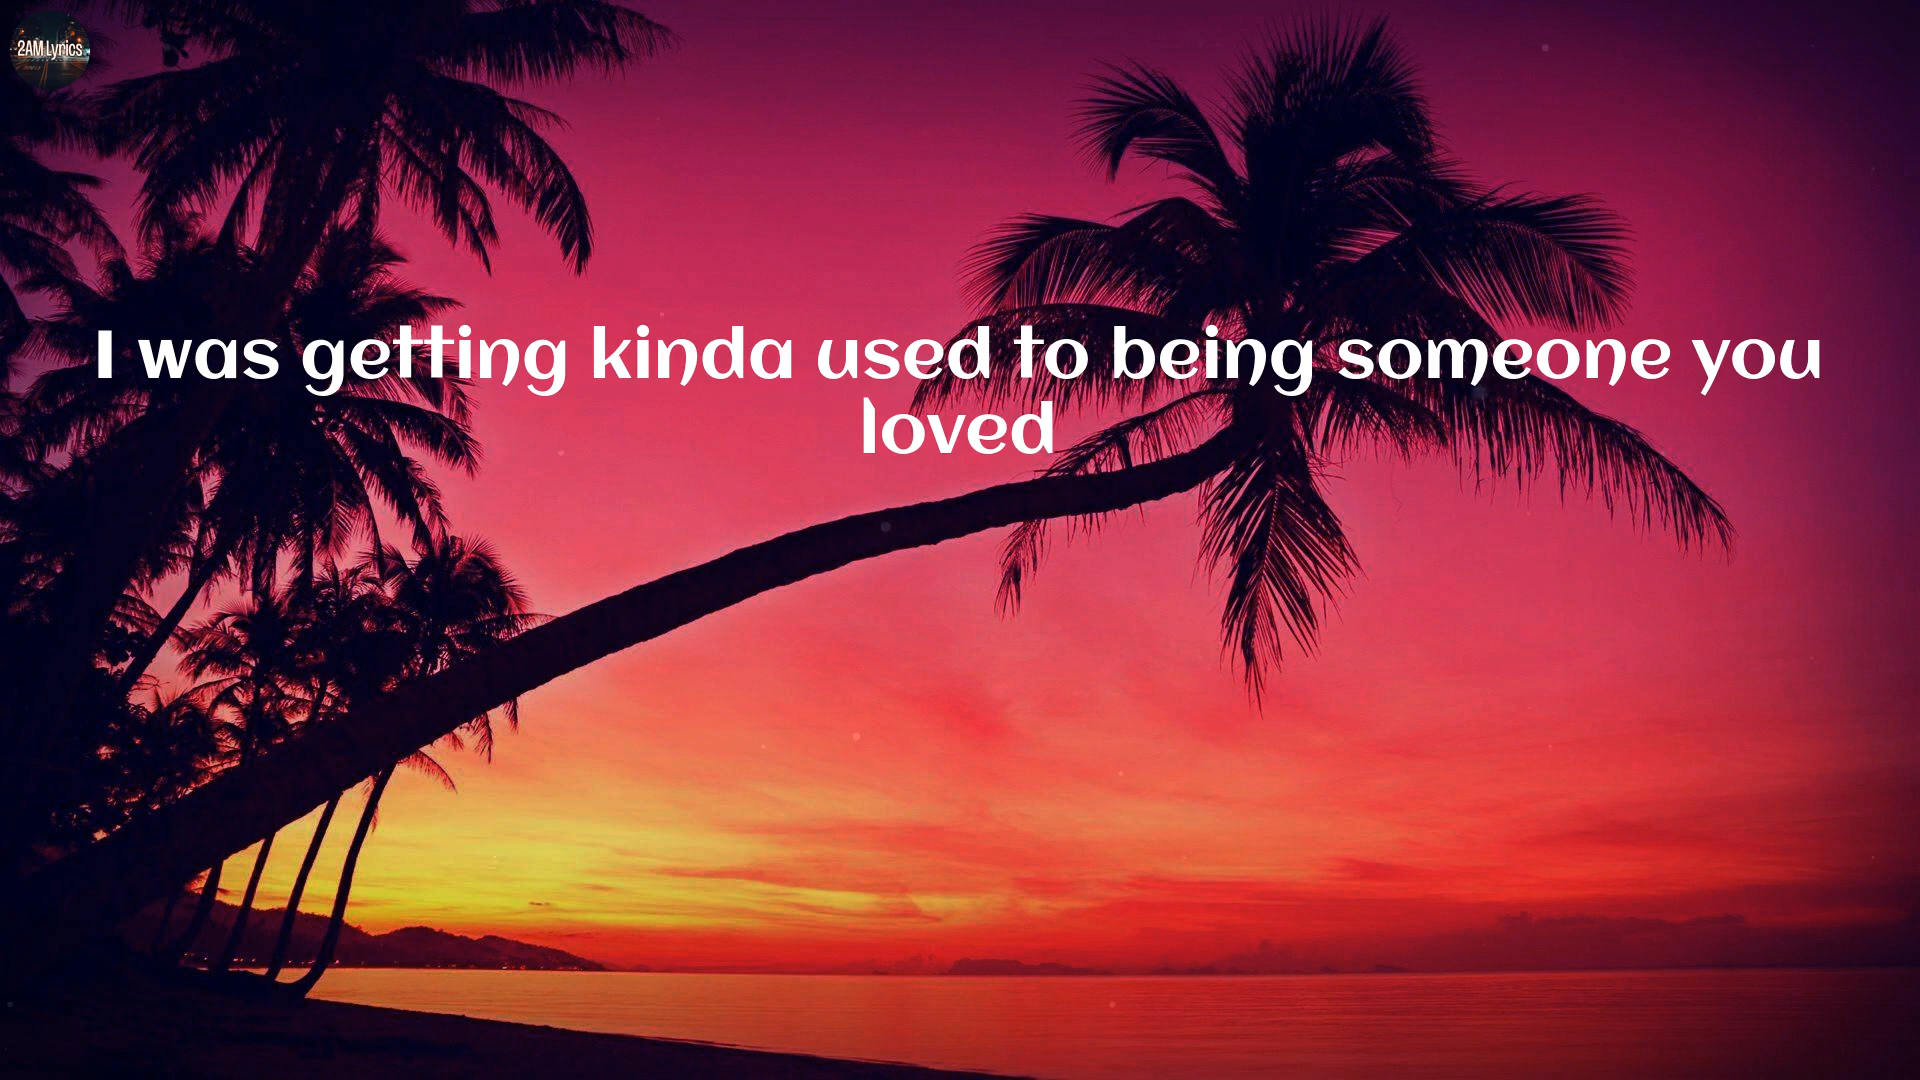 2AM Lyrics
I was getting kinda used to being someone you
loved